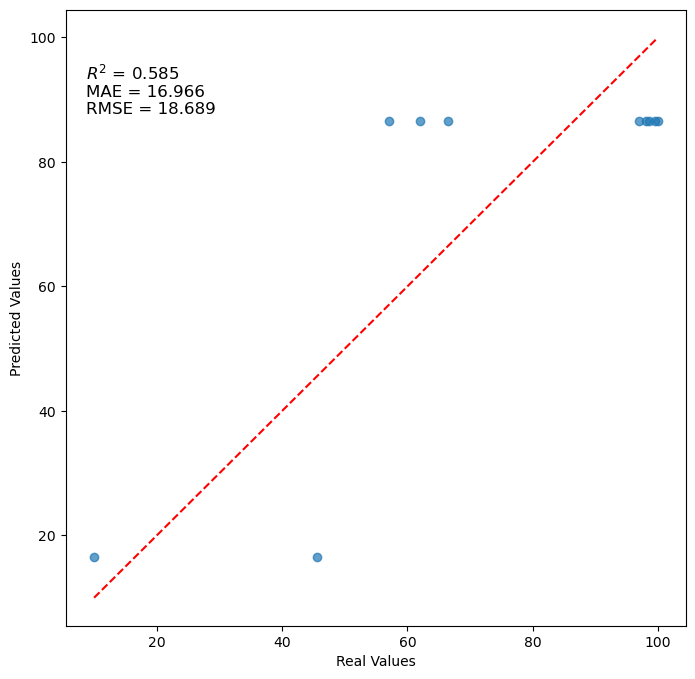 100
80
60
40
20
R² = 0.585
MAE = 16.966
RMSE = 18.689
Predicted Values
20 40 60 80 100
Real Values